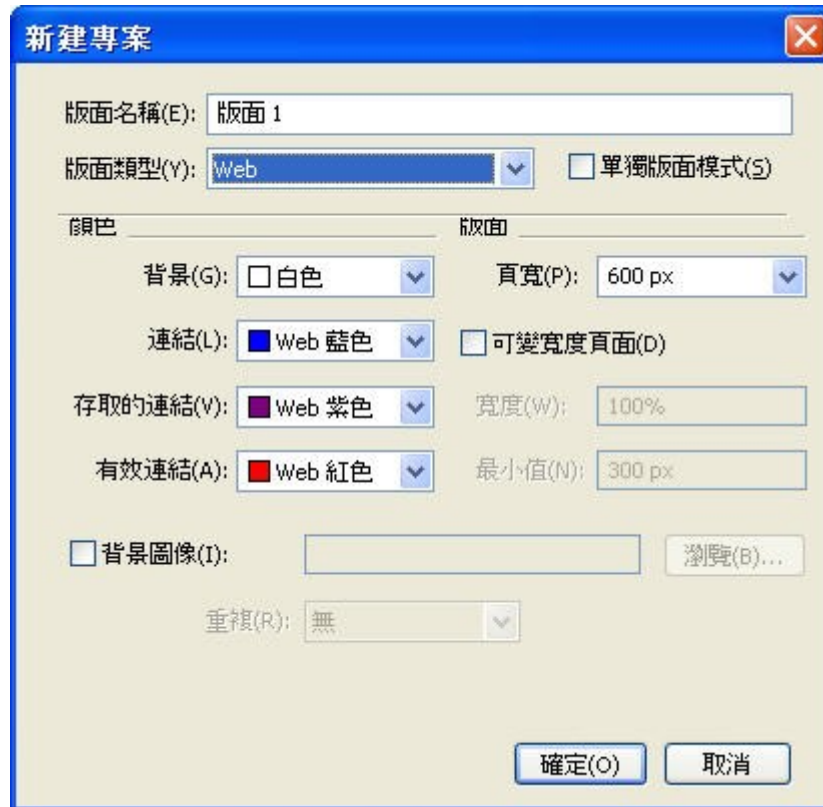 新建專案
版面名稱(E): 版面 1
版面類型(Y): Web 單獨版面模式(S)
顏色 版面
背景(G): 白色 頁寬(P): 600 px
連結(L): Web 藍色 可變寬度頁面(D)
存取的連結(V): Web 紫色 寬度(W): 100%
有效連結(A): Web 紅色 最小值(N): 300 px
背景圖像(I): 瀏覽(B)...
重複(R): 無
確定(O) 取消